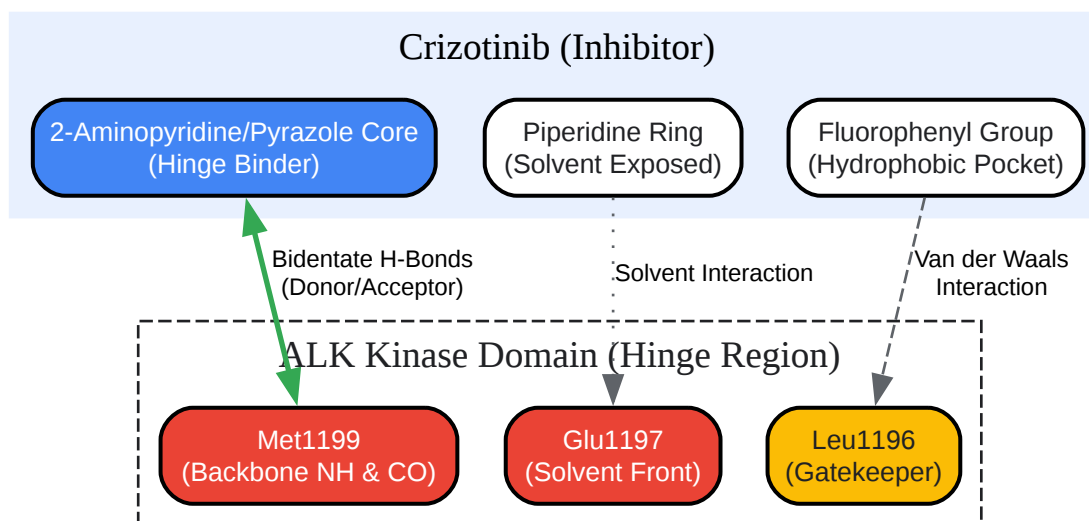 Crizotinib (Inhibitor)
2-Aminopyridine/Pyrazole Core
(Hinge Binder)
Piperidine Ring
(Solvent Exposed)
Fluorophenyl Group
(Hydrophobic Pocket)
Bidentate H-Bonds
(Donor/Acceptor)
Solvent Interaction
Van der Waals
Interaction
ALK Kinase Domain (Hinge Region)
Met1199
(Backbone NH & CO)
Glu1197
(Solvent Front)
Leu1196
(Gatekeeper)